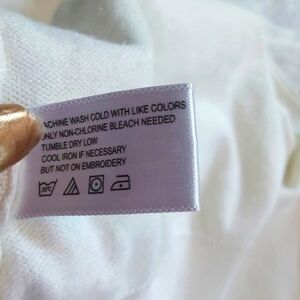 ACHINE WASH COLD WITH LIKE COLORS
ONLY NON-CHLORINE BLEACH NEEDED
TUMBLE DRY LOW
COOL IRON IF NECESSARY
BUT NOT ON EMBROIDERY